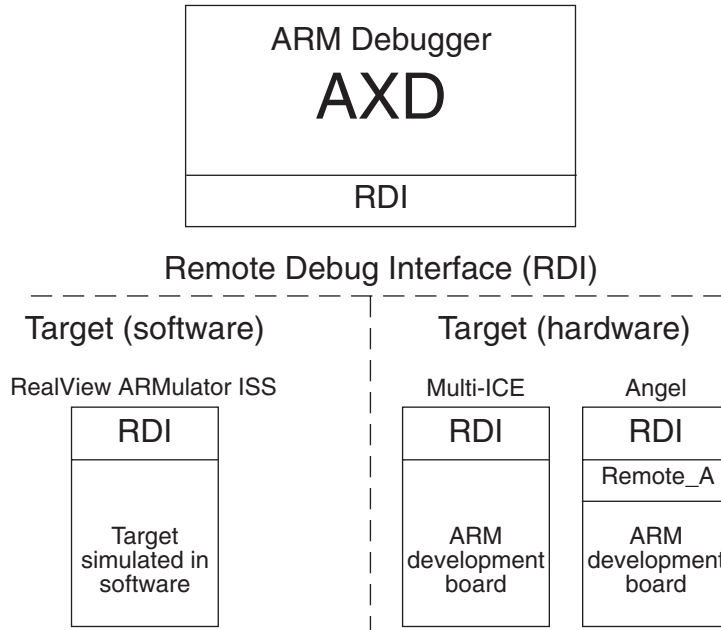 ARM Debugger
AXD
RDI
Remote Debug Interface (RDI)
Target (software)
Target (hardware)
RealView ARMulator ISS
Multi-ICE
Angel
RDI
RDI
RDI
Remote_A
Target
simulated in
software
ARM
development
board
ARM
development
board